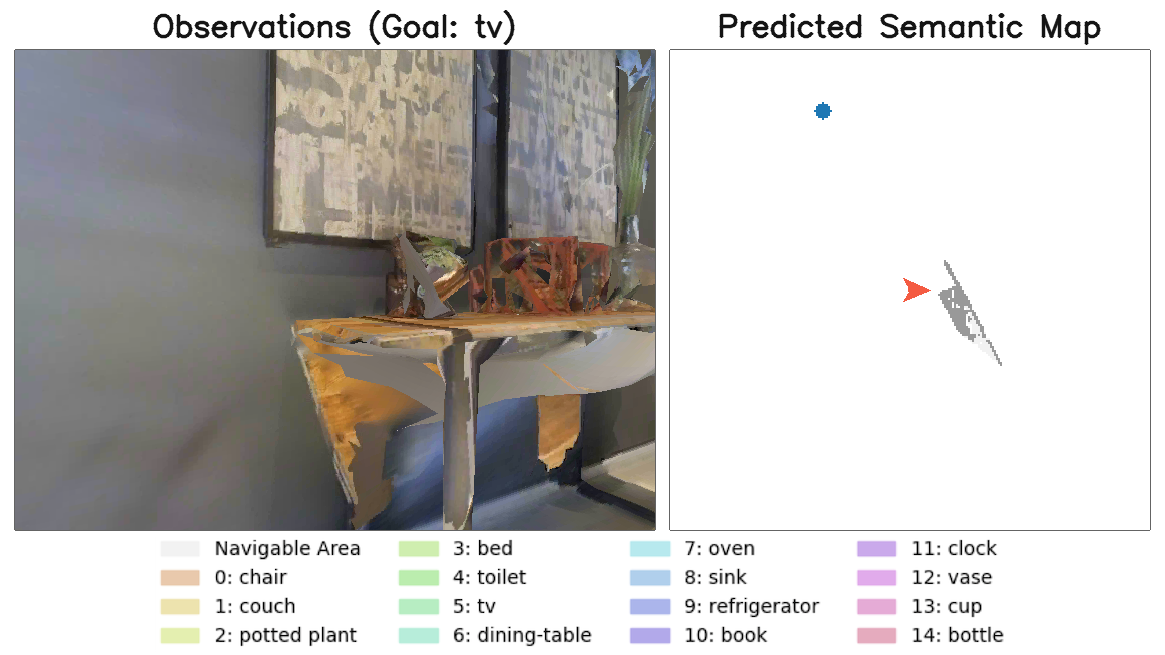 Observations (Goal: tv)
Predicted Semantic Map
Navigable Area
0: chair
1: couch
2: potted plant
3: bed
4: toilet
5: tv
6: dining-table
7: oven
8: sink
9: refrigerator
10: book
11: clock
12: vase
13: cup
14: bottle